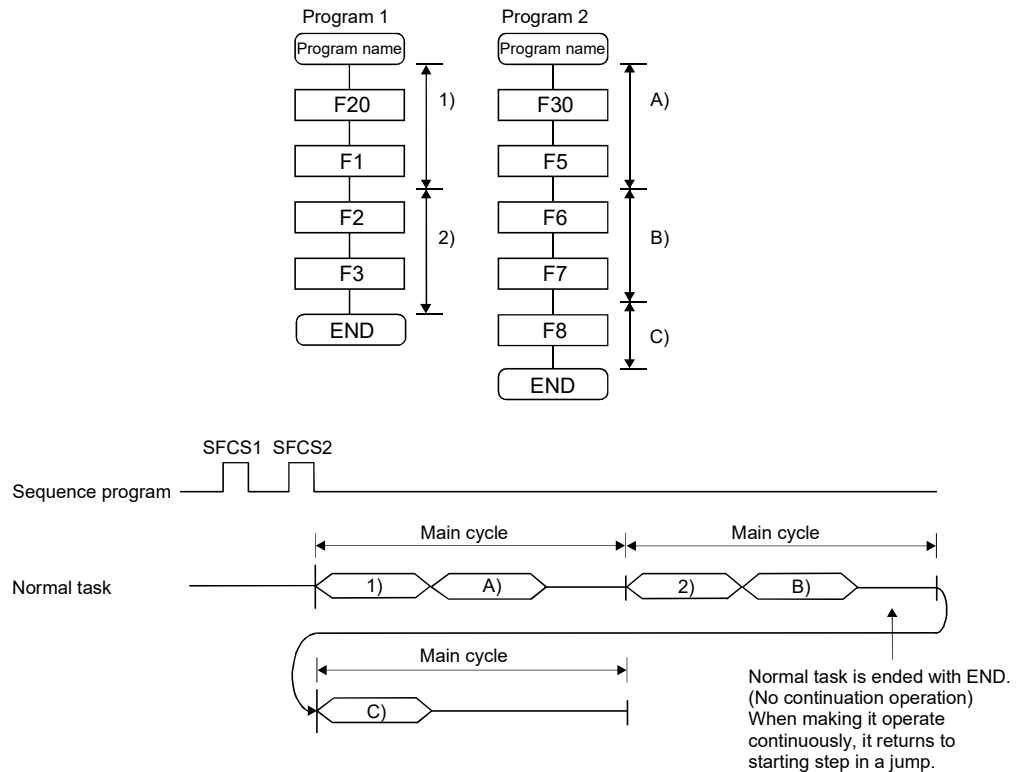 Program 1
Program 2
Program name
Program name
F20
1)
F30
A)
F1
F5
F2
2)
F6
B)
F3
F7
END
F8
C)
END
SFCS1 SFCS2
Sequence program
Main cycle
Main cycle
Normal task
1)
A)
2)
B)
Main cycle
C)
Normal task is ended with END.
(No continuation operation)
When making it operate
continuously, it returns to
starting step in a jump.